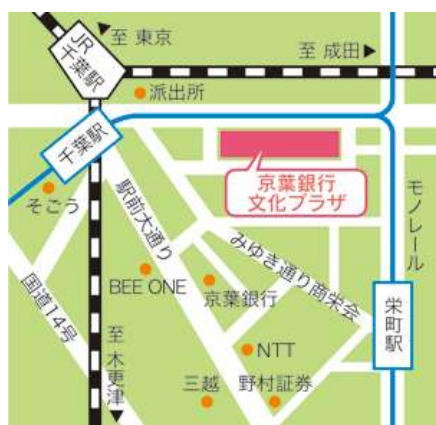 至 東京
JR
千葉駅
至 成田
派出所
千葉駅
京葉銀行
文化プラザ
そごう
駅前大通り
モノレール
みゆき通り商栄会
BEE ONE
京葉銀行
国道14号
栄町駅
至 木更津
NTT
三越
野村証券